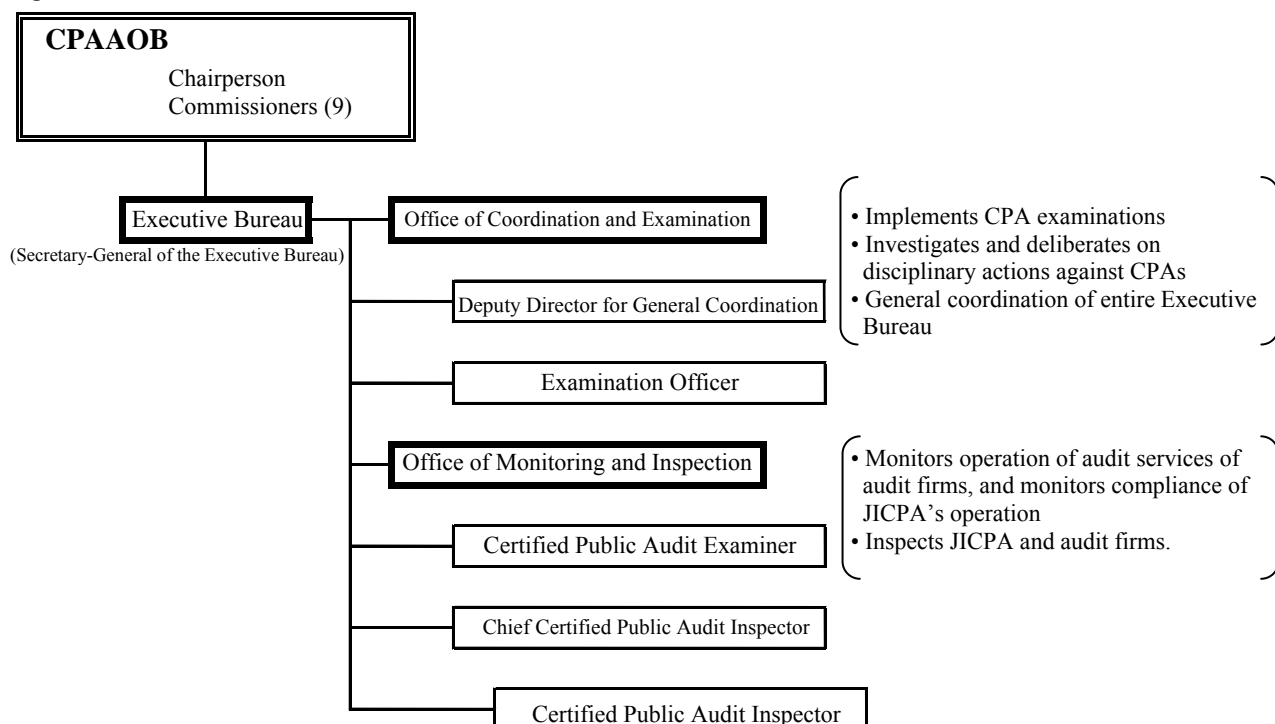 CPAAOB
Chairperson
Commissioners (9)
Executive Bureau
(Secretary-General of the Executive Bureau)
Office of Coordination and Examination
• Implements CPA examinations
• Investigates and deliberates on
disciplinary actions against CPAs
• General coordination of entire Executive
Bureau
Deputy Director for General Coordination
Examination Officer
Office of Monitoring and Inspection
• Monitors operation of audit services of
audit firms, and monitors compliance of
JICPA’s operation
• Inspects JICPA and audit firms.
Certified Public Audit Examiner
Chief Certified Public Audit Inspector
Certified Public Audit Inspector